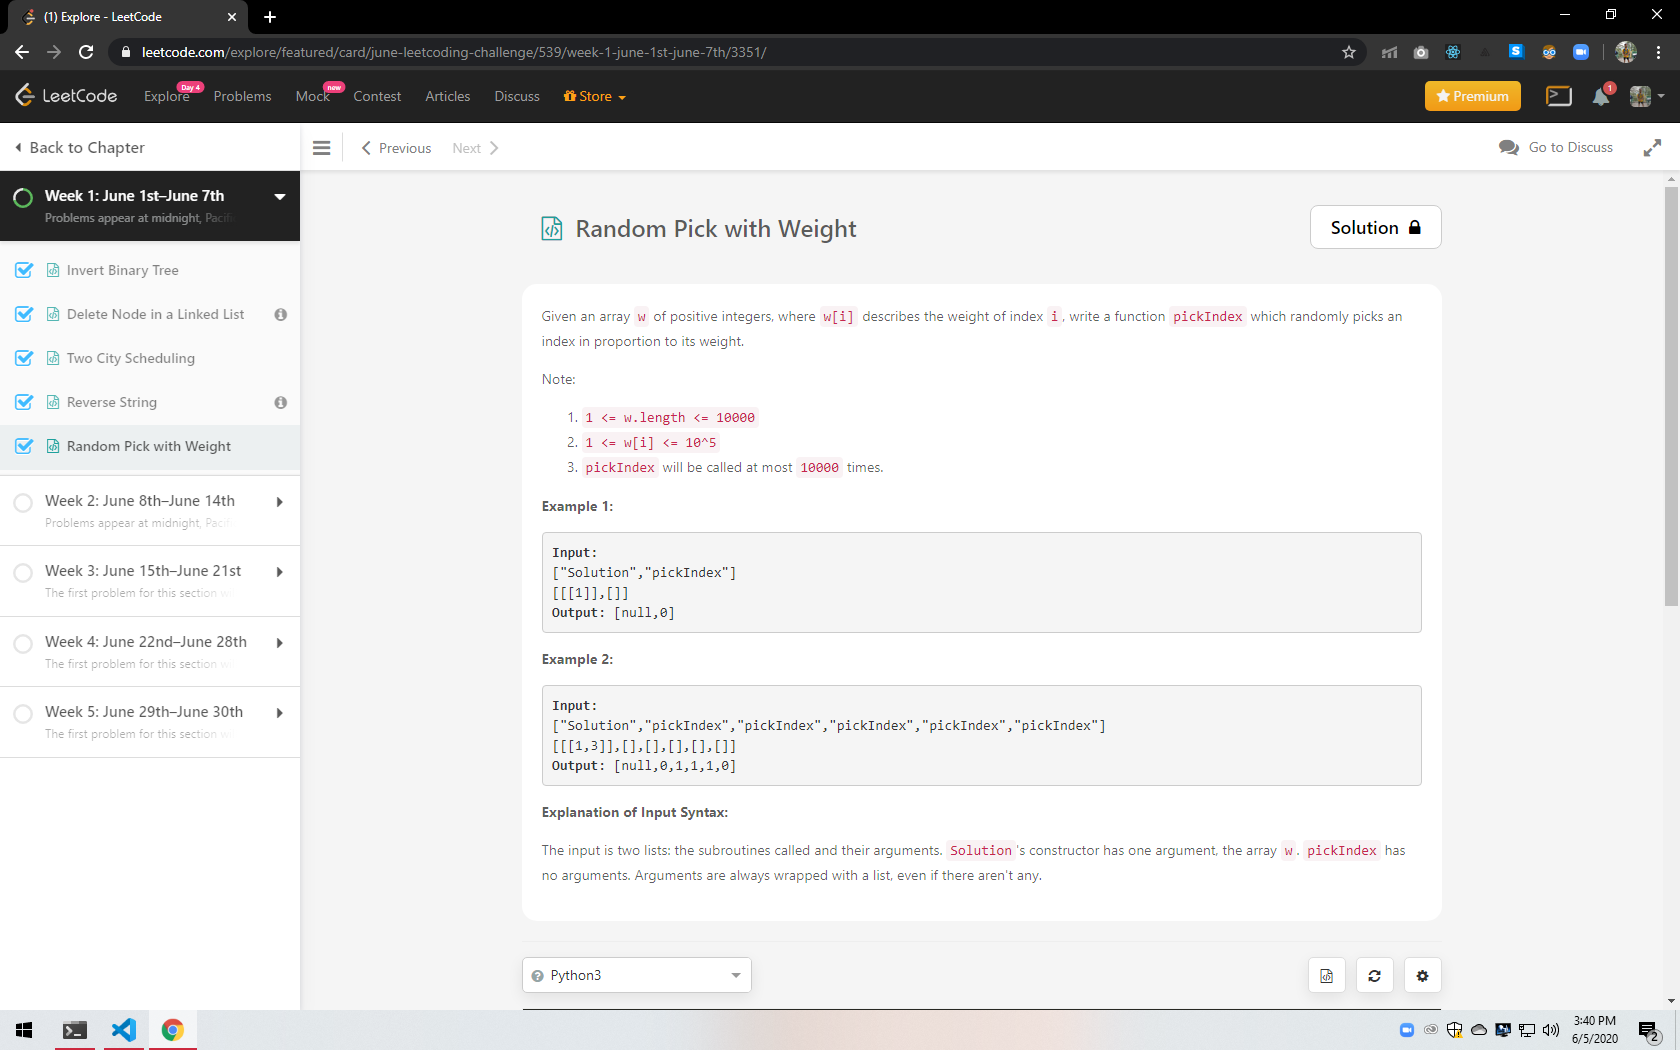 (1) Explore - LeetCode
leetcode.com/explore/featured/card/june-leetcoding-challenge/539/week-1-june-1st-june-7th/3351/
LeetCode
Explore
Day 4
Problems
Mock
new
Contest
Articles
Discuss
Store
Premium
1
Back to Chapter
Previous
Next
Go to Discuss
Week 1: June 1st–June 7th
Problems appear at midnight,
Invert Binary Tree
Delete Node in a Linked List
Two City Scheduling
Reverse String
Random Pick with Weight
Week 2: June 8th–June 14th
Problems appear at midnight,
Week 3: June 15th–June 21st
The first problem for this section
Week 4: June 22nd–June 28th
The first problem for this section
Week 5: June 29th–June 30th
The first problem for this section
Random Pick with Weight
Solution
Given an array w of positive integers, where w[i] describes the weight of index i, write a function pickIndex which randomly picks an
index in proportion to its weight.
Note:
1. 1 <= w.length <= 10000
2. 1 <= w[i] <= 10^5
3. pickIndex will be called at most 10000 times.
Example 1:
Input:
["Solution","pickIndex"]
[[[1]],[]]
Output: [null,0]
Example 2:
Input:
["Solution","pickIndex","pickIndex","pickIndex","pickIndex","pickIndex"]
[[[1,3]],[],[],[],[],[]]
Output: [null,0,1,1,1,0]
Explanation of Input Syntax:
The input is two lists: the subroutines called and their arguments. Solution's constructor has one argument, the array w. pickIndex has
no arguments. Arguments are always wrapped with a list, even if there aren't any.
Python3
3:40 PM
6/5/2020
2